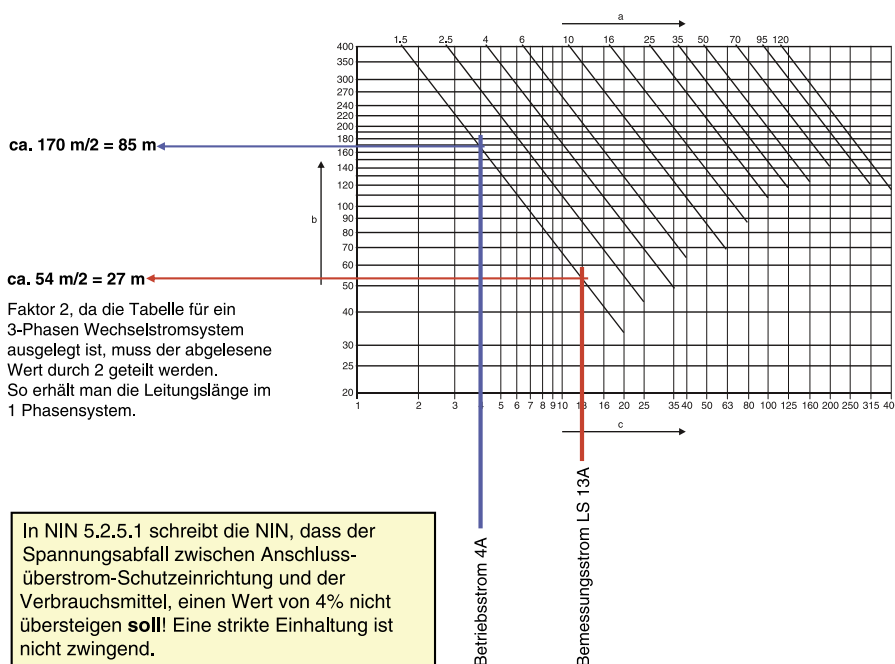 a
1.5 2.5 4 6 10 16 25 35 50 70 95 120
400
350
300
270
240
220
200
180
160
140
120
100
90
80
70
60
50
40
30
25
20
b
ca. 170 m/2 = 85 m
ca. 54 m/2 = 27 m
Faktor 2, da die Tabelle für ein
3-Phasen Wechselstromsystem
ausgelegt ist, muss der abgelesene
Wert durch 2 geteilt werden.
So erhält man die Leitungslänge im
1 Phasensystem.
1 2 3 4 5 6 7 8 9 10 13 16 20 25 35 40 50 63 80 100 125 160 200 250 315 40
c
Betriebsstrom 4A
Bemessungsstrom LS 13A
In NIN 5.2.5.1 schreibt die NIN, dass der
Spannungsabfall zwischen Anschluss-
überstrom-Schutzeinrichtung und der
Verbrauchsmittel, einen Wert von 4% nicht
übersteigen soll! Eine strikte Einhaltung ist
nicht zwingend.